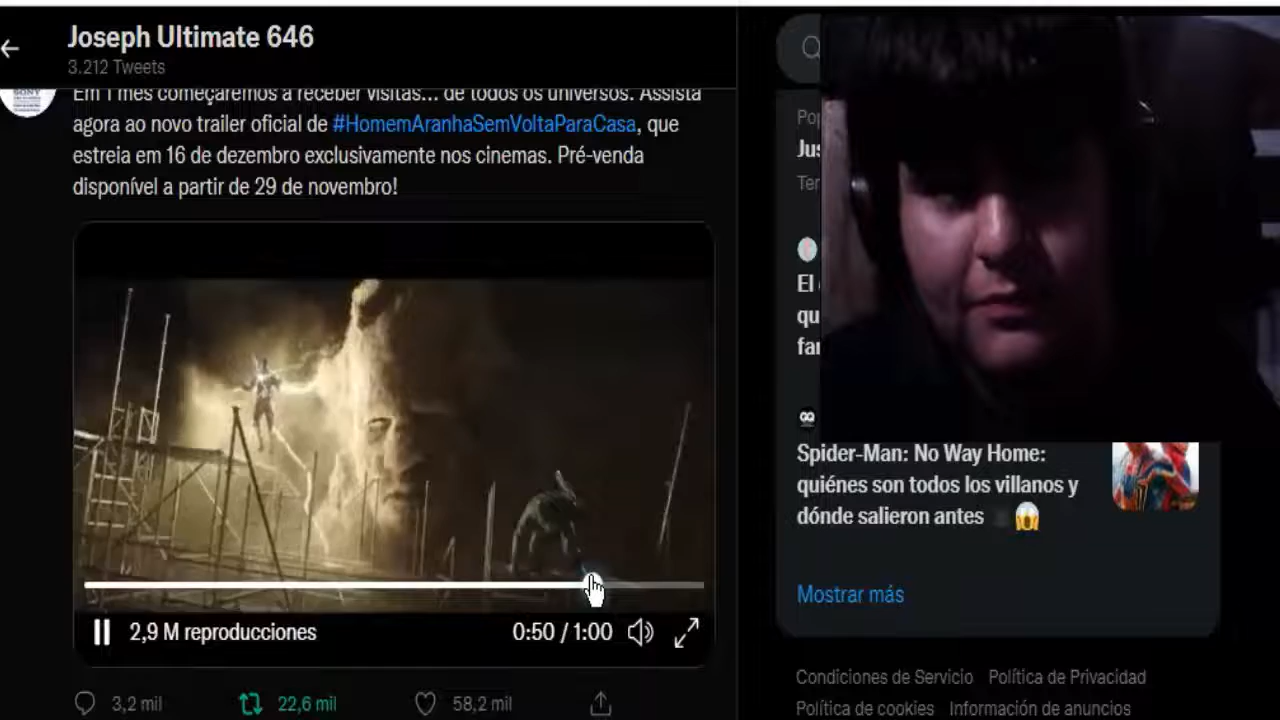 Joseph Ultimate 646
3.212 Tweets
SONY
Em 1 mês começaremos a receber visitas... de todos os universos. Assista
agora ao novo trailer oficial de #HomemAranhaSemVoltaParaCasa, que
estreia em 16 de dezembro exclusivamente nos cinemas. Pré-venda
disponível a partir de 29 de novembro!
2,9 M reproducciones
0:50 / 1:00
3,2 mil
22,6 mil
58,2 mil
El
qu
GQ
Spider-Man: No Way Home:
quiénes son todos los villanos y
dónde salieron antes
Mostrar más
Condiciones de Servicio Política de Privacidad
Política de cookies Información de anuncios